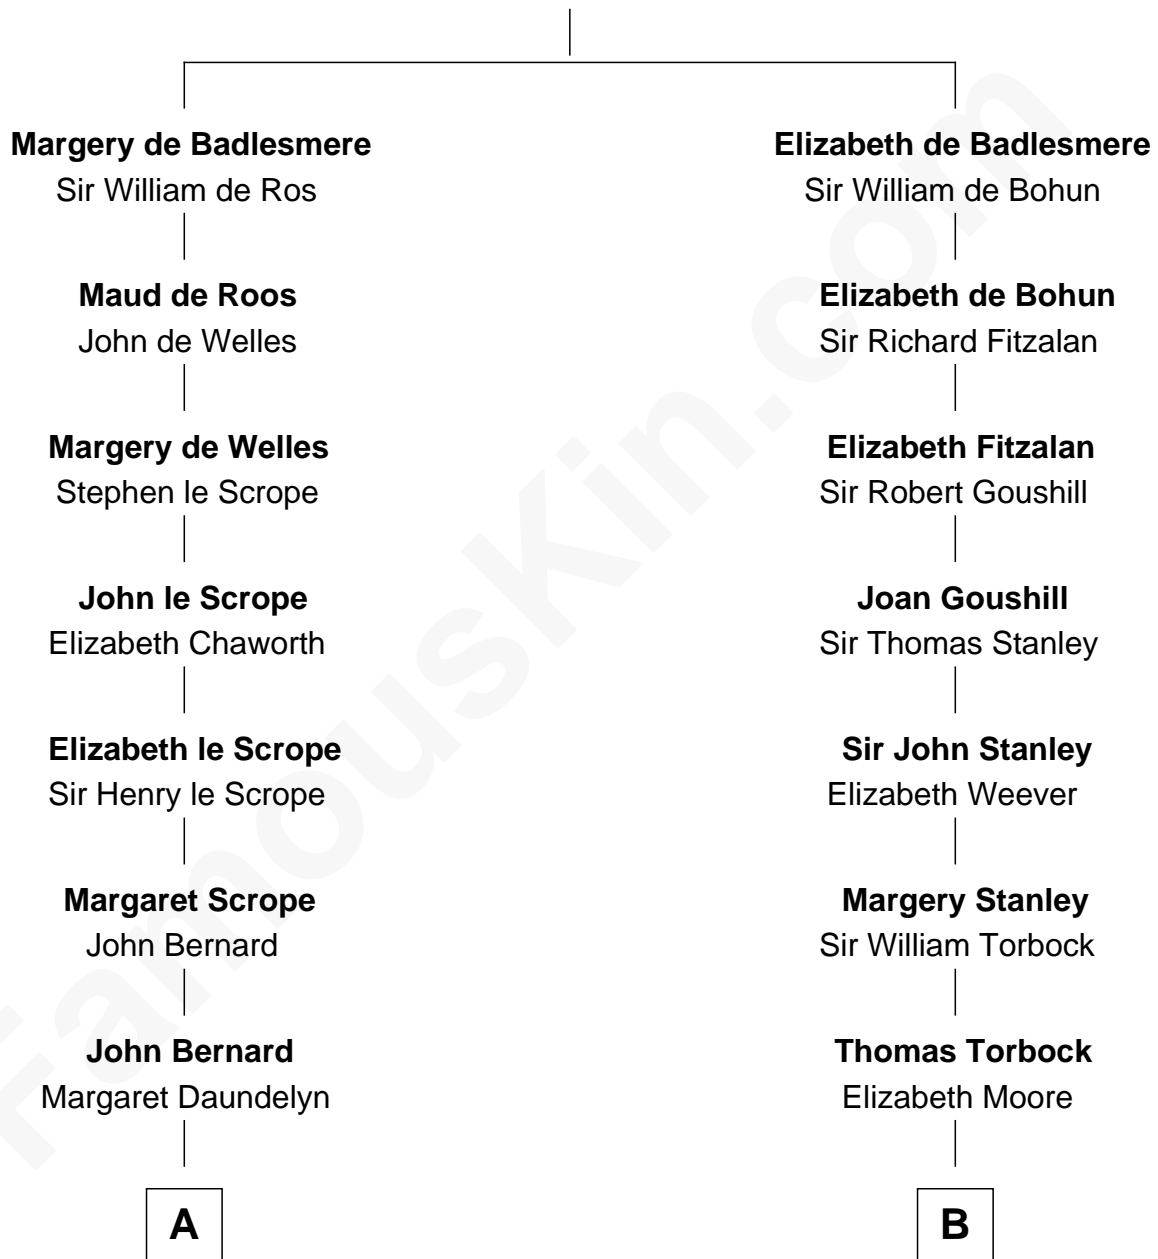 Margery de Badlesmere
Sir William de Ros
Maud de Roos
John de Welles
Margery de Welles
Stephen le Scrope
John le Scrope
Elizabeth Chaworth
Elizabeth le Scrope
Sir Henry le Scrope
Margaret Scrope
John Bernard
John Bernard
Margaret Daundelyn
A
Elizabeth de Badlesmere
Sir William de Bohun
Elizabeth de Bohun
Sir Richard Fitzalan
Elizabeth Fitzalan
Sir Robert Goushill
Joan Goushill
Sir Thomas Stanley
Sir John Stanley
Elizabeth Weever
Margery Stanley
Sir William Torbock
Thomas Torbock
Elizabeth Moore
B
FamousKin.com